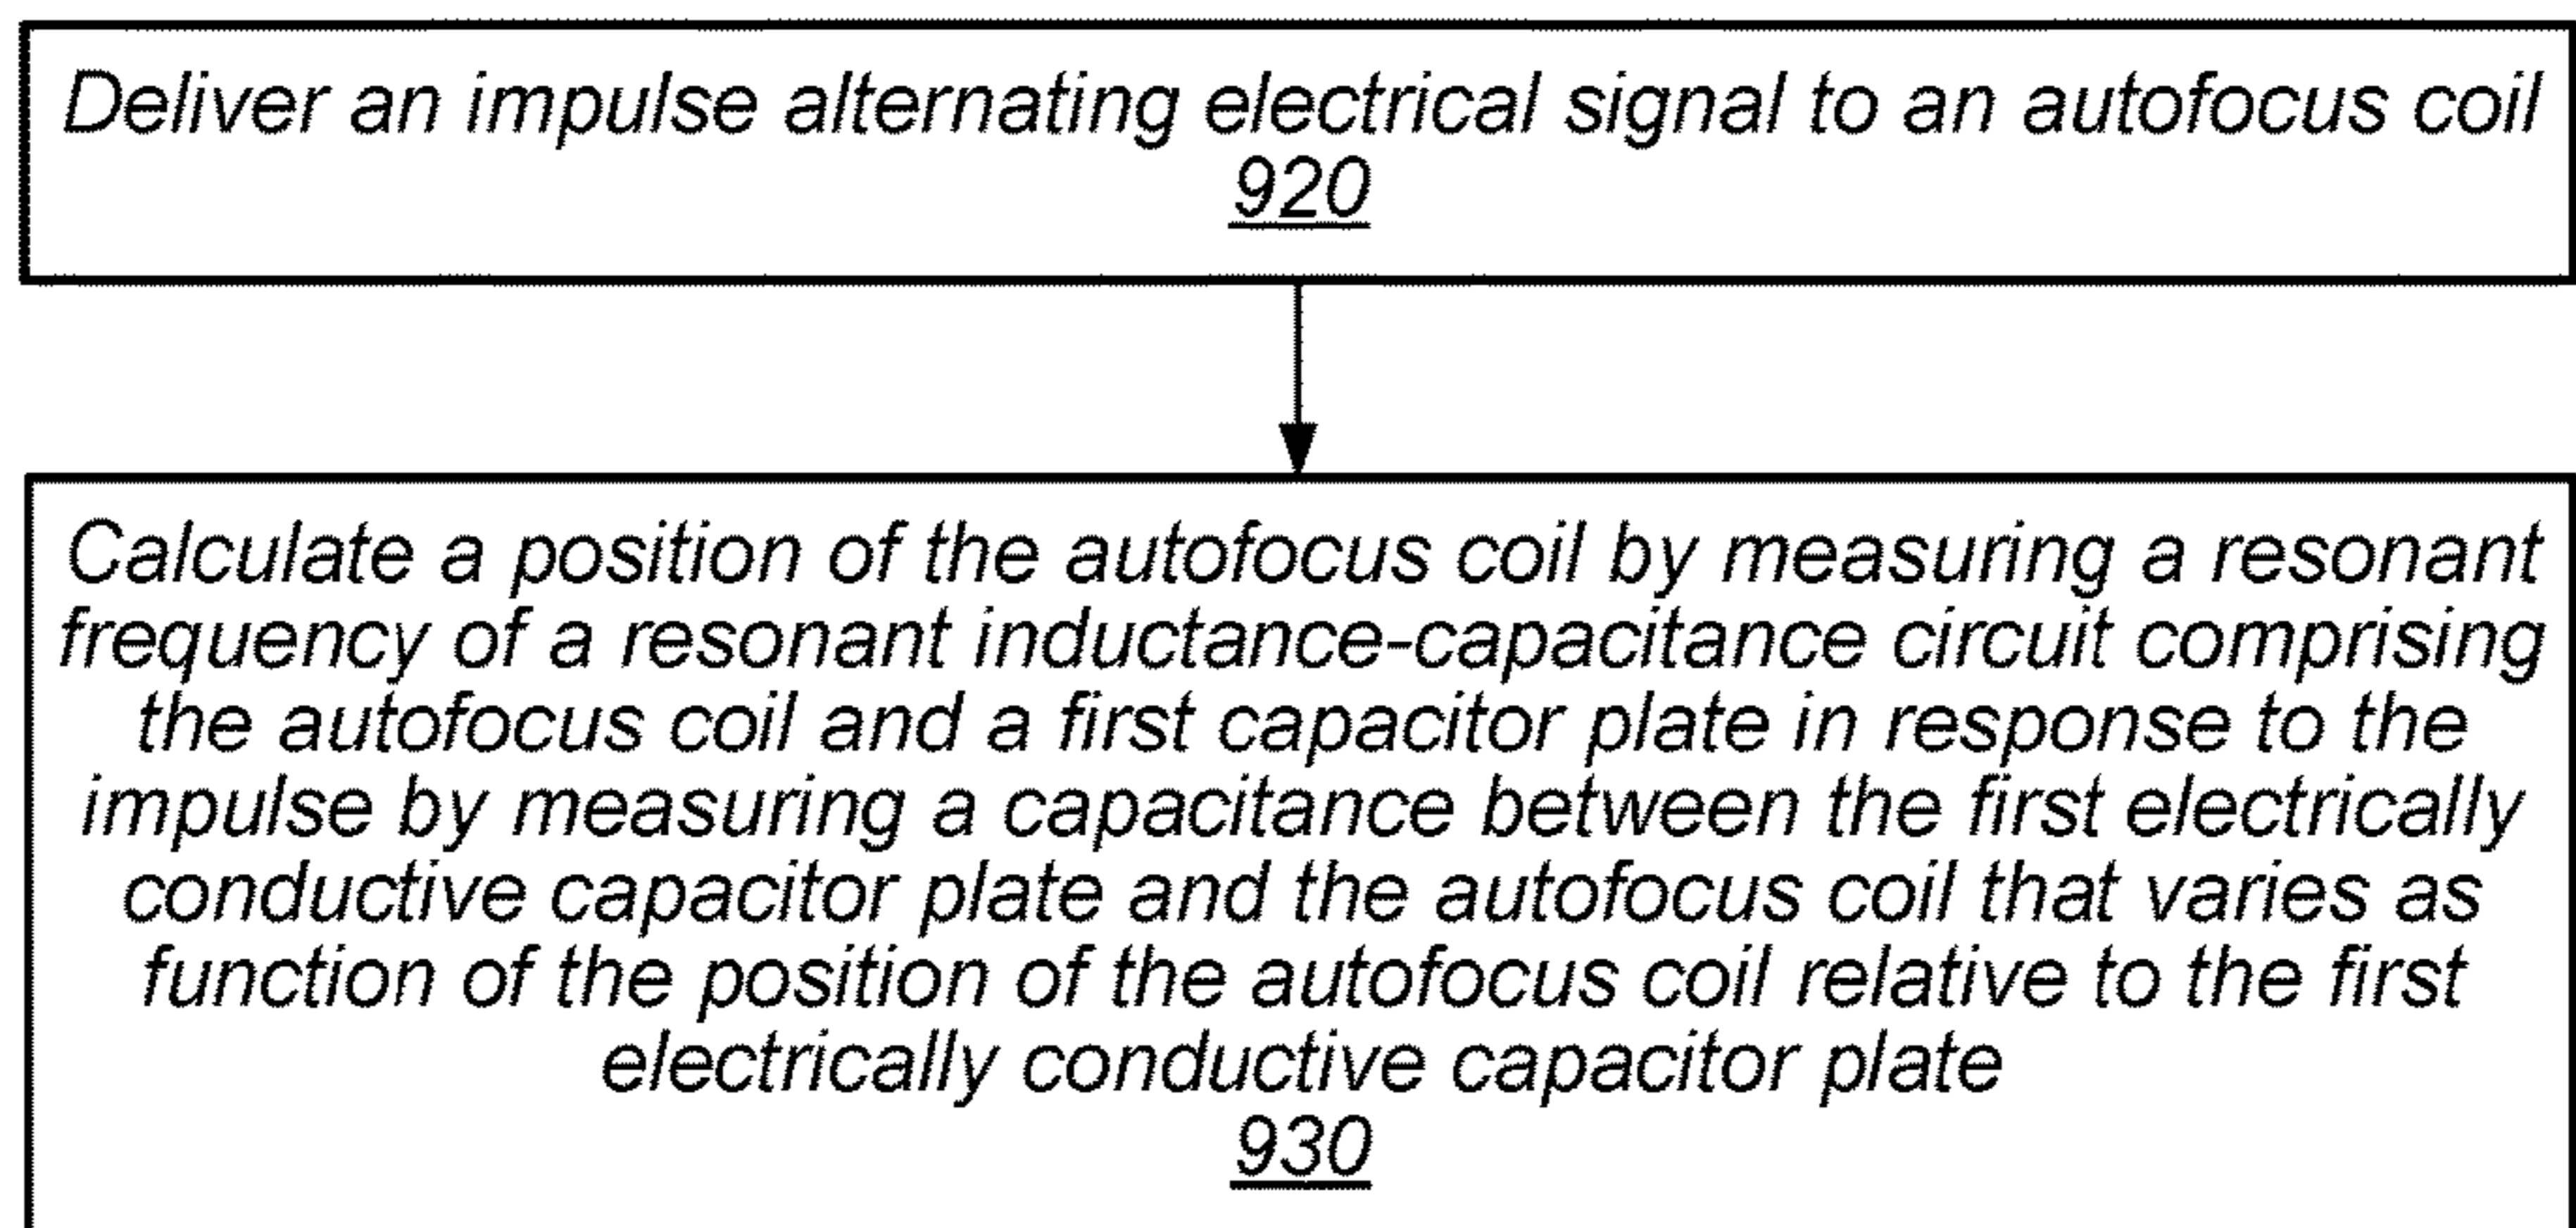 Deliver an impulse alternating electrical signal to an autofocus coil
920
Calculate a position of the autofocus coil by measuring a resonant
frequency of a resonant inductance-capacitance circuit comprising
the autofocus coil and a first capacitor plate in response to the
impulse by measuring a capacitance between the first electrically
conductive capacitor plate and the autofocus coil that varies as
function of the position of the autofocus coil relative to the first
electrically conductive capacitor plate
930